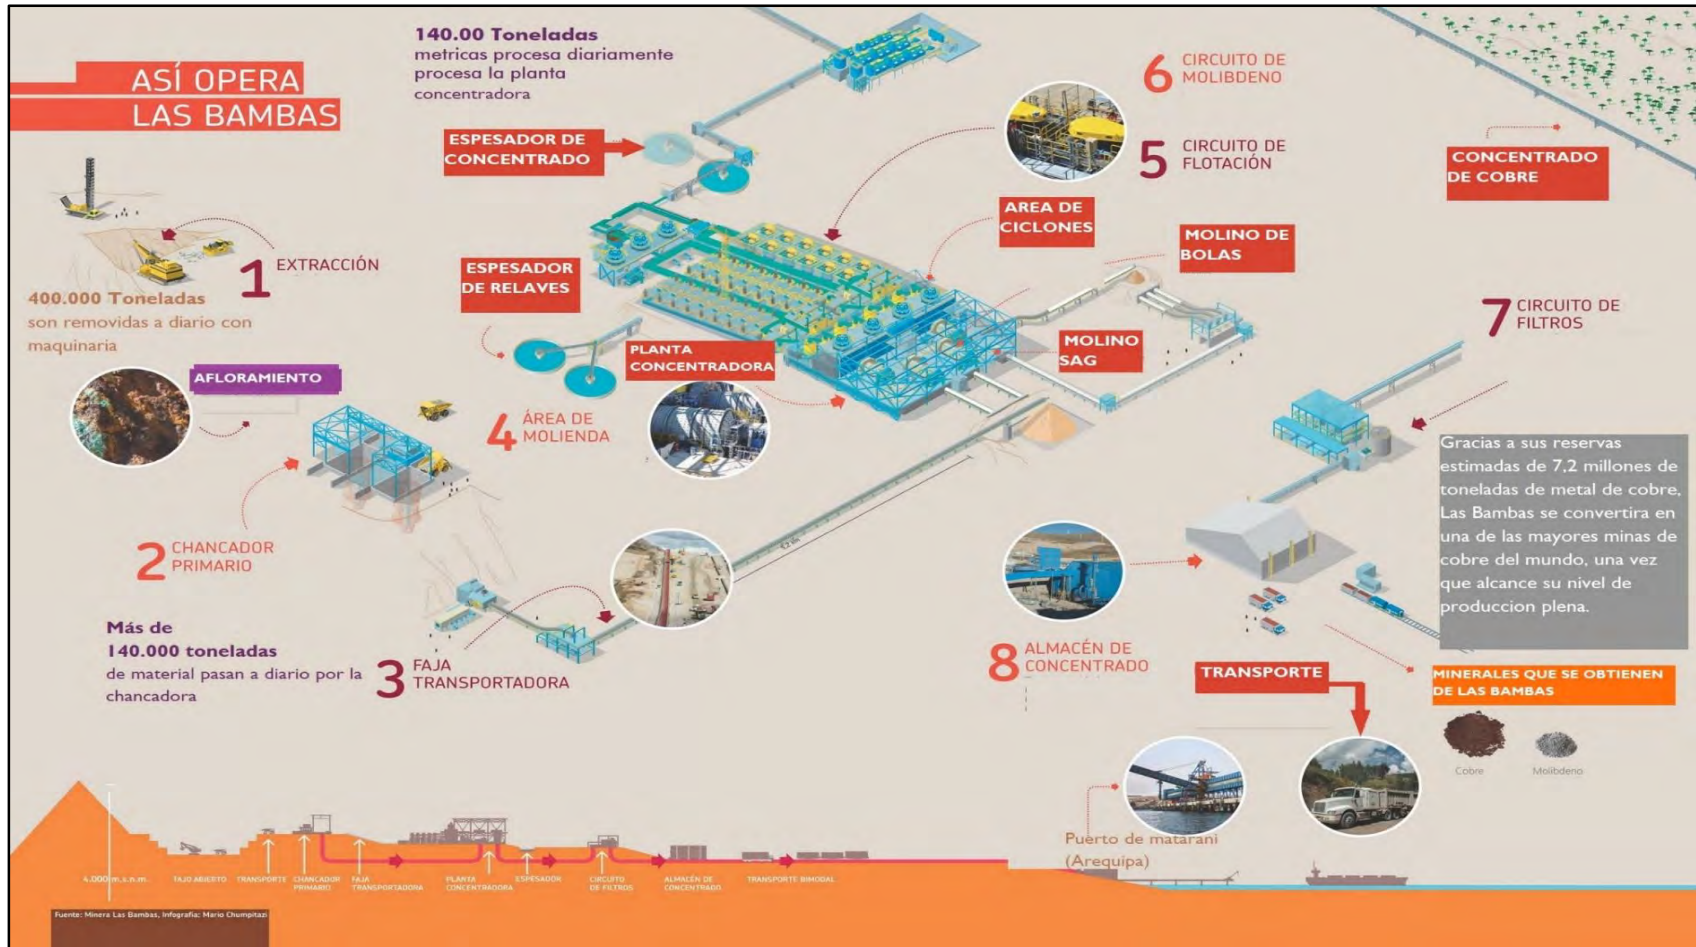 ASÍ OPERA
LAS BAMBAS
140.00 Toneladas
metricas procesa diariamente
procesa la planta
concentradora
ESPESADOR DE
CONCENTRADO
6 CIRCUITO DE
MOLIBDENO
5 CIRCUITO DE
FLOTACIÓN
CONCENTRADO
DE COBRE
AREA DE
CICLONES
MOLINO DE
BOLAS
1 EXTRACCIÓN
400.000 Toneladas
son removidas a diario con
maquinaria
ESPESADOR
DE RELAVES
7 CIRCUITO DE
FILTROS
PLANTA
CONCENTRADORA
MOLINO
SAG
AFLORAMIENTO
4 ÁREA DE
MOLIENDA
Gracias a sus reservas
estimadas de 7,2 millones de
toneladas de metal de cobre,
Las Bambas se convertira en
una de las mayores minas de
cobre del mundo, una vez
que alcance su nivel de
produccion plena.
2 CHANCADOR
PRIMARIO
Más de
140.000 toneladas
de material pasan a diario por la
chancadora
3 FAJA
TRANSPORTADORA
8 ALMACÉN DE
CONCENTRADO
TRANSPORTE
MINERALES QUE SE OBTIENEN
DE LAS BAMBAS
Cobre
Molibdeno
Puerto de matarani
(Arequipa)
4.000 m.s.n.m.
TAJO ABIERTO
TRANSPORTE
CHANCADOR
PRIMARIO
FAJA
TRANSPORTADORA
PLANTA
CONCENTRADORA
ESPESADOR
CIRCUITO
DE FILTROS
ALMACÉN DE
CONCENTRADO
TRANSPORTE BIMODAL
Fuente: Minera Las Bambas, Infografía: Mario Chumpitazi